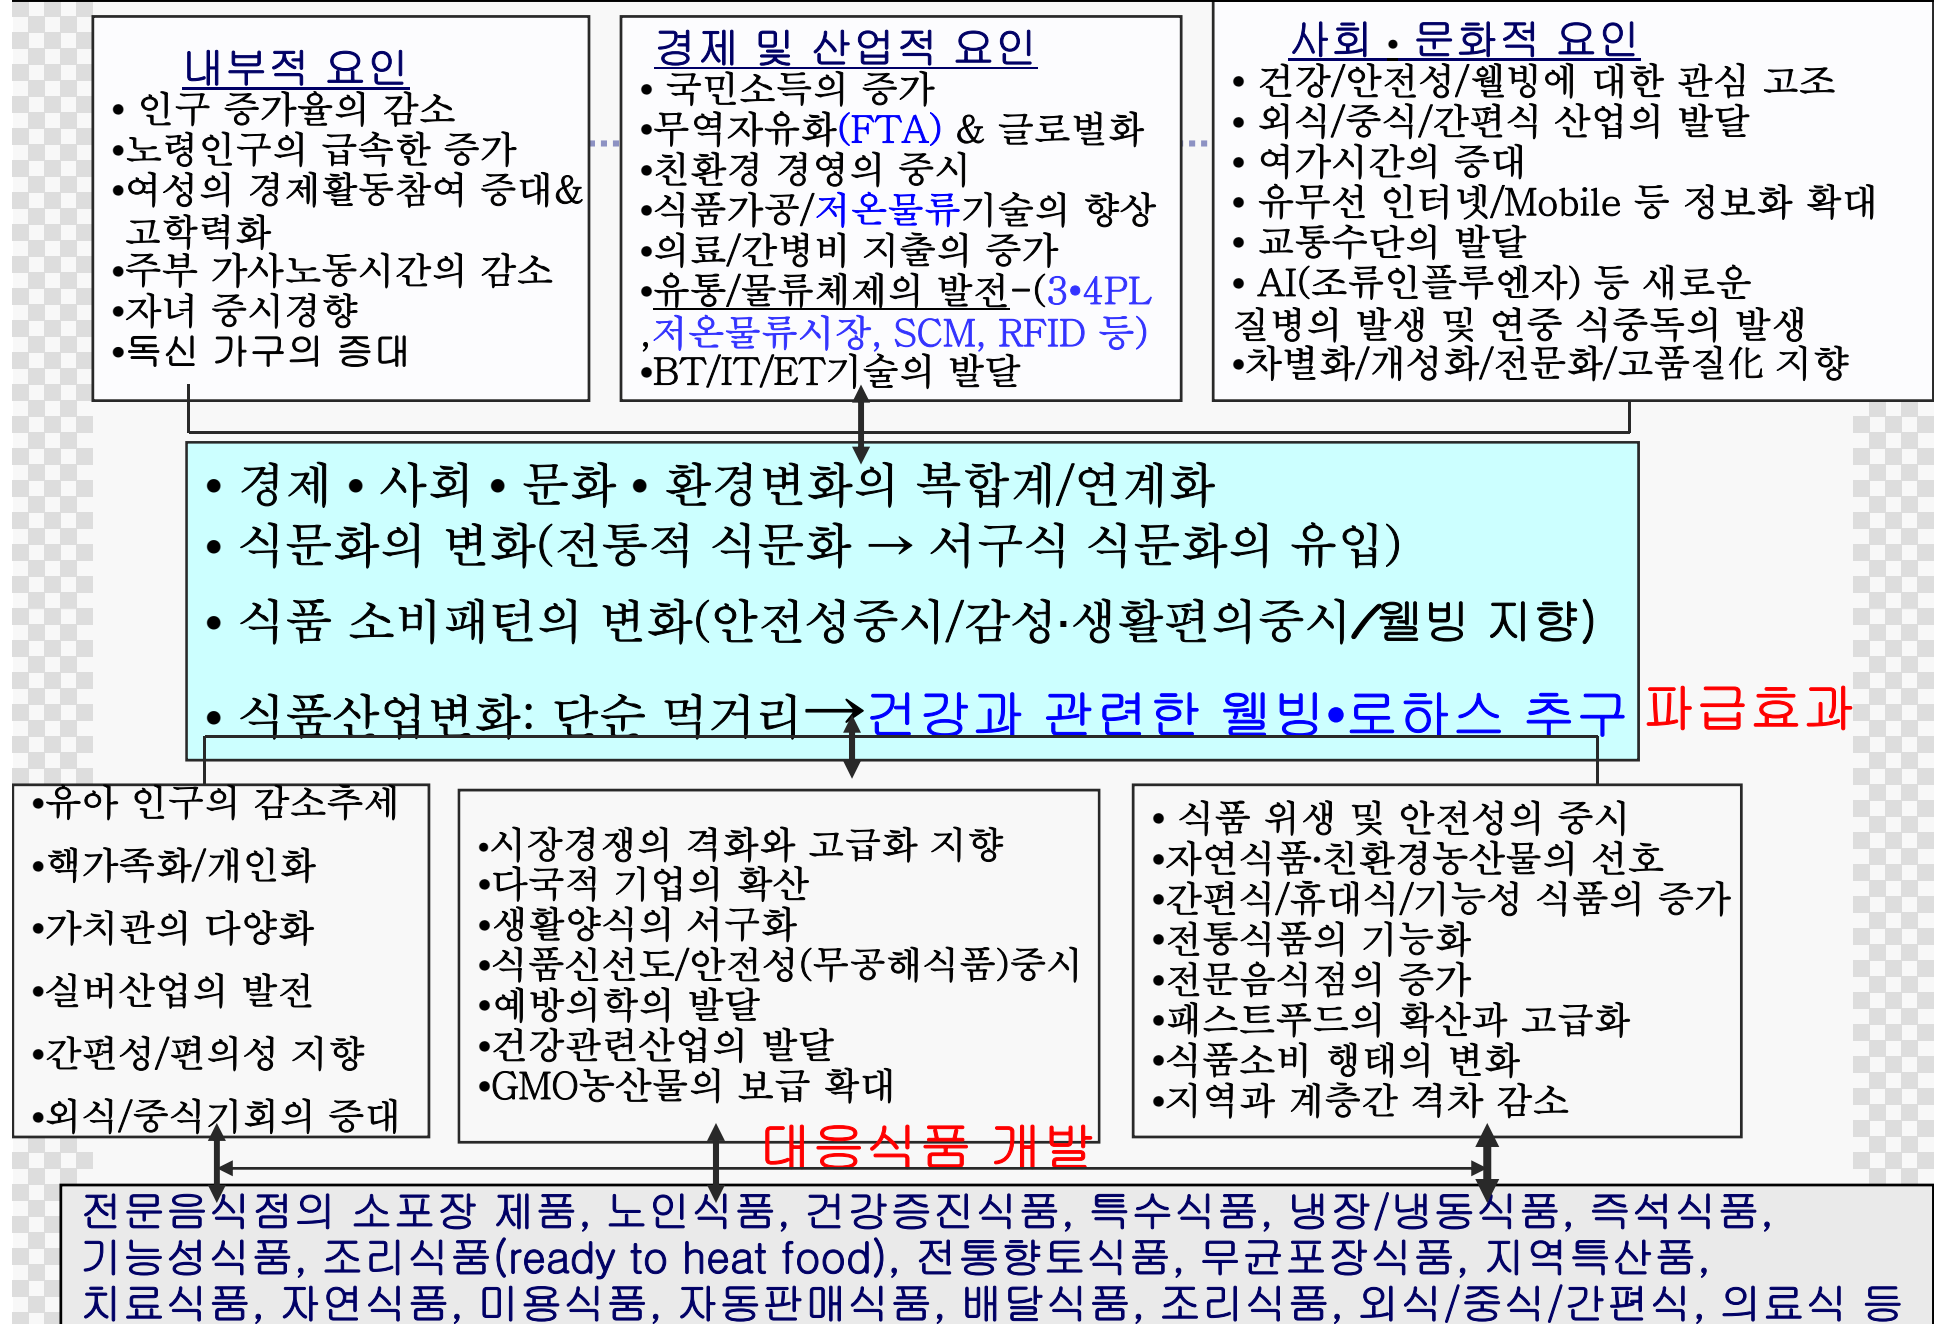 내부적 요인
• 인구 증가율의 감소
•노령인구의 급속한 증가
•여성의 경제활동참여 증대&
고학력화
•주부 가사노동시간의 감소
•자녀 중시경향
•독신 가구의 증대
경제 및 산업적 요인
• 국민소득의 증가
•무역자유화(FTA) & 글로벌화
•친환경 경영의 중시
•식품가공/저온물류기술의 향상
•의료/간병비 지출의 증가
•유통/물류체제의 발전-(3•4PL
,저온물류시장, SCM, RFID 등)
•BT/IT/ET기술의 발달
사회 · 문화적 요인
• 건강/안전성/웰빙에 대한 관심 고조
• 외식/중식/간편식 산업의 발달
• 여가시간의 증대
• 유무선 인터넷/Mobile 등 정보화 확대
• 교통수단의 발달
• AI(조류인플루엔자) 등 새로운
질병의 발생 및 연중 식중독의 발생
•차별화/개성화/전문화/고품질化 지향
• 경제 • 사회 • 문화 • 환경변화의 복합계/연계화
• 식문화의 변화(전통적 식문화 → 서구식 식문화의 유입)
• 식품 소비패턴의 변화(안전성중시/감성·생활편의중시/웰빙 지향)
• 식품산업변화: 단순 먹거리→건강과 관련한 웰빙•로하스 추구
파급효과
•유아 인구의 감소추세
•핵가족화/개인화
•가치관의 다양화
•실버산업의 발전
•간편성/편의성 지향
•외식/중식기회의 증대
•시장경쟁의 격화와 고급화 지향
•다국적 기업의 확산
•생활양식의 서구화
•식품신선도/안전성(무공해식품)중시
•예방의학의 발달
•건강관련산업의 발달
•GMO농산물의 보급 확대
• 식품 위생 및 안전성의 중시
•자연식품·친환경농산물의 선호
•간편식/휴대식/기능성 식품의 증가
•전통식품의 기능화
•전문음식점의 증가
•패스트푸드의 확산과 고급화
•식품소비 행태의 변화
•지역과 계층간 격차 감소
대응식품 개발
전문음식점의 소포장 제품, 노인식품, 건강증진식품, 특수식품, 냉장/냉동식품, 즉석식품,
기능성식품, 조리식품(ready to heat food), 전통향토식품, 무균포장식품, 지역특산품,
치료식품, 자연식품, 미용식품, 자동판매식품, 배달식품, 조리식품, 외식/중식/간편식, 의료식 등